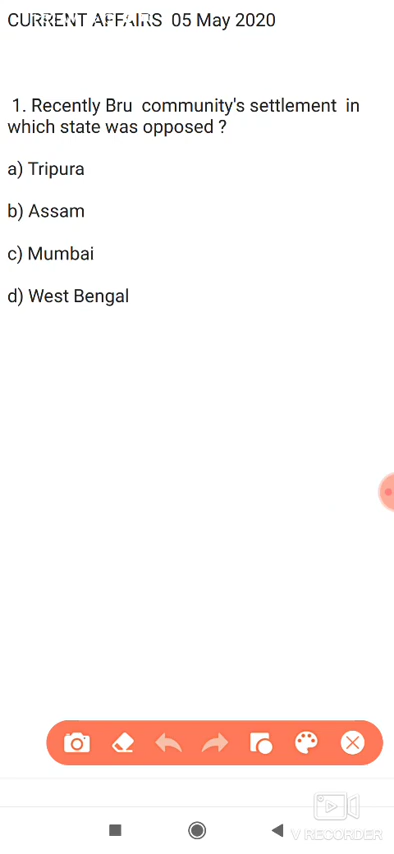 CURRENT AFFAIRS 05 May 2020
1. Recently Bru community's settlement in
which state was opposed ?
a) Tripura
b) Assam
c) Mumbai
d) West Bengal
V RECORDER